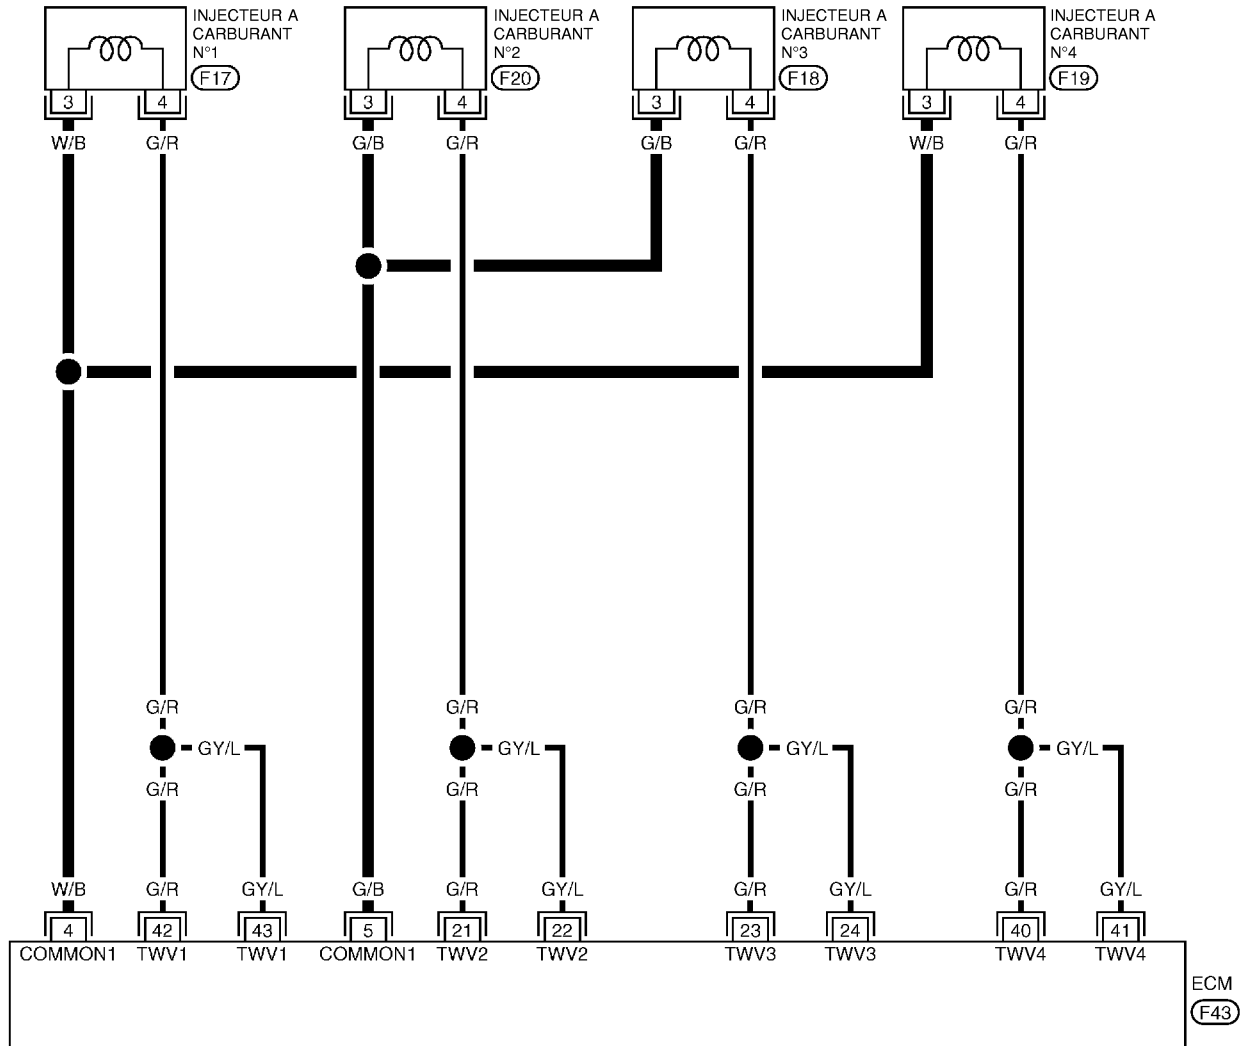 INJECTEUR A
CARBURANT
N°1
F17
INJECTEUR A
CARBURANT
N°2
F20
INJECTEUR A
CARBURANT
N°3
F18
INJECTEUR A
CARBURANT
N°4
F19
3 4 3 4 3 4 3 4
W/B G/R G/B G/R G/B G/R W/B G/R
G/R G/R G/R G/R
GY/L GY/L GY/L GY/L
G/R G/R G/R G/R
W/B G/R GY/L G/B G/R GY/L G/R GY/L G/R GY/L
4 42 43 5 21 22 23 24 40 41
COMMON1 TWV1 TWV1 COMMON1 TWV2 TWV2 TWV3 TWV3 TWV4 TWV4
ECM
F43